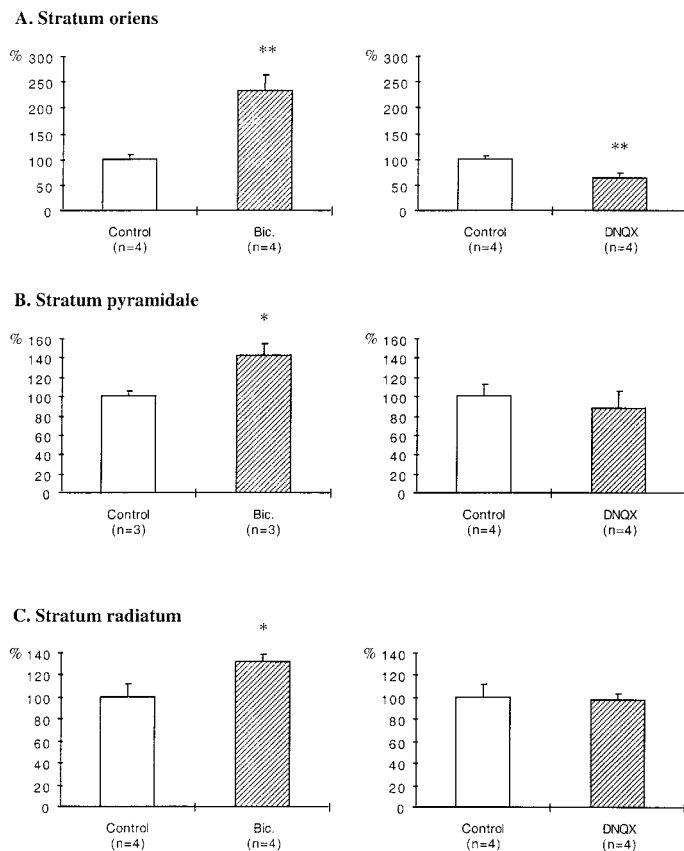 A. Stratum oriens
%
300
250
200
150
100
50
0
**
Control
(n=4)
Bic.
(n=4)
%
300
250
200
150
100
50
0
**
Control
(n=4)
DNQX
(n=4)
B. Stratum pyramidale
%
160
140
120
100
80
60
40
20
0
*
Control
(n=3)
Bic.
(n=3)
%
160
140
120
100
80
60
40
20
0
Control
(n=4)
DNQX
(n=4)
C. Stratum radiatum
%
140
120
100
80
60
40
20
0
*
Control
(n=4)
Bic.
(n=4)
%
140
120
100
80
60
40
20
0
Control
(n=4)
DNQX
(n=4)